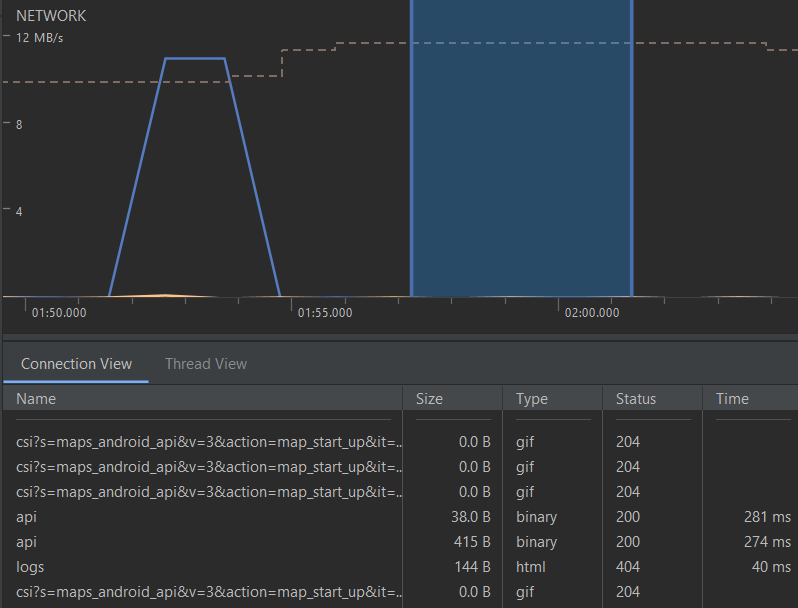 NETWORK
12 MB/s
8
4
01:50.000 01:55.000 02:00.000
Connection View Thread View
Name Size Type Status Time
csi?s=maps_android_api&v=3&action=map_start_up&it=.. 0.0 B gif 204
csi?s=maps_android_api&v=3&action=map_start_up&it=.. 0.0 B gif 204
csi?s=maps_android_api&v=3&action=map_start_up&it=.. 0.0 B gif 204
api 38.0 B binary 200 281 ms
api 415 B binary 200 274 ms
logs 144 B html 404 40 ms
csi?s=maps_android_api&v=3&action=map_start_up&it=.. 0.0 B gif 204